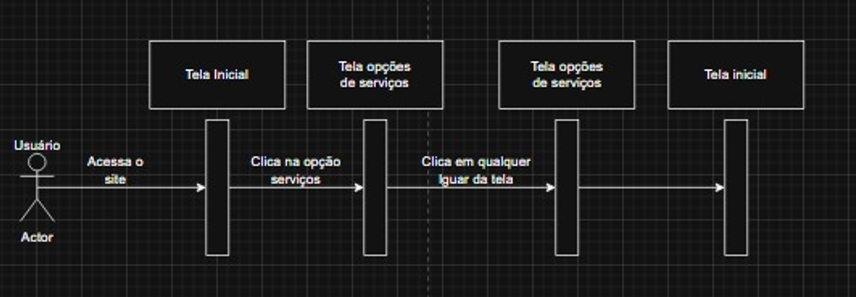 Tela Inicial
Tela opções
de serviços
Tela opções
de serviços
Tela inicial
Usuário
Acessa o
site
Clica na opção
serviços
Clica em qualquer
lguar da tela
Actor